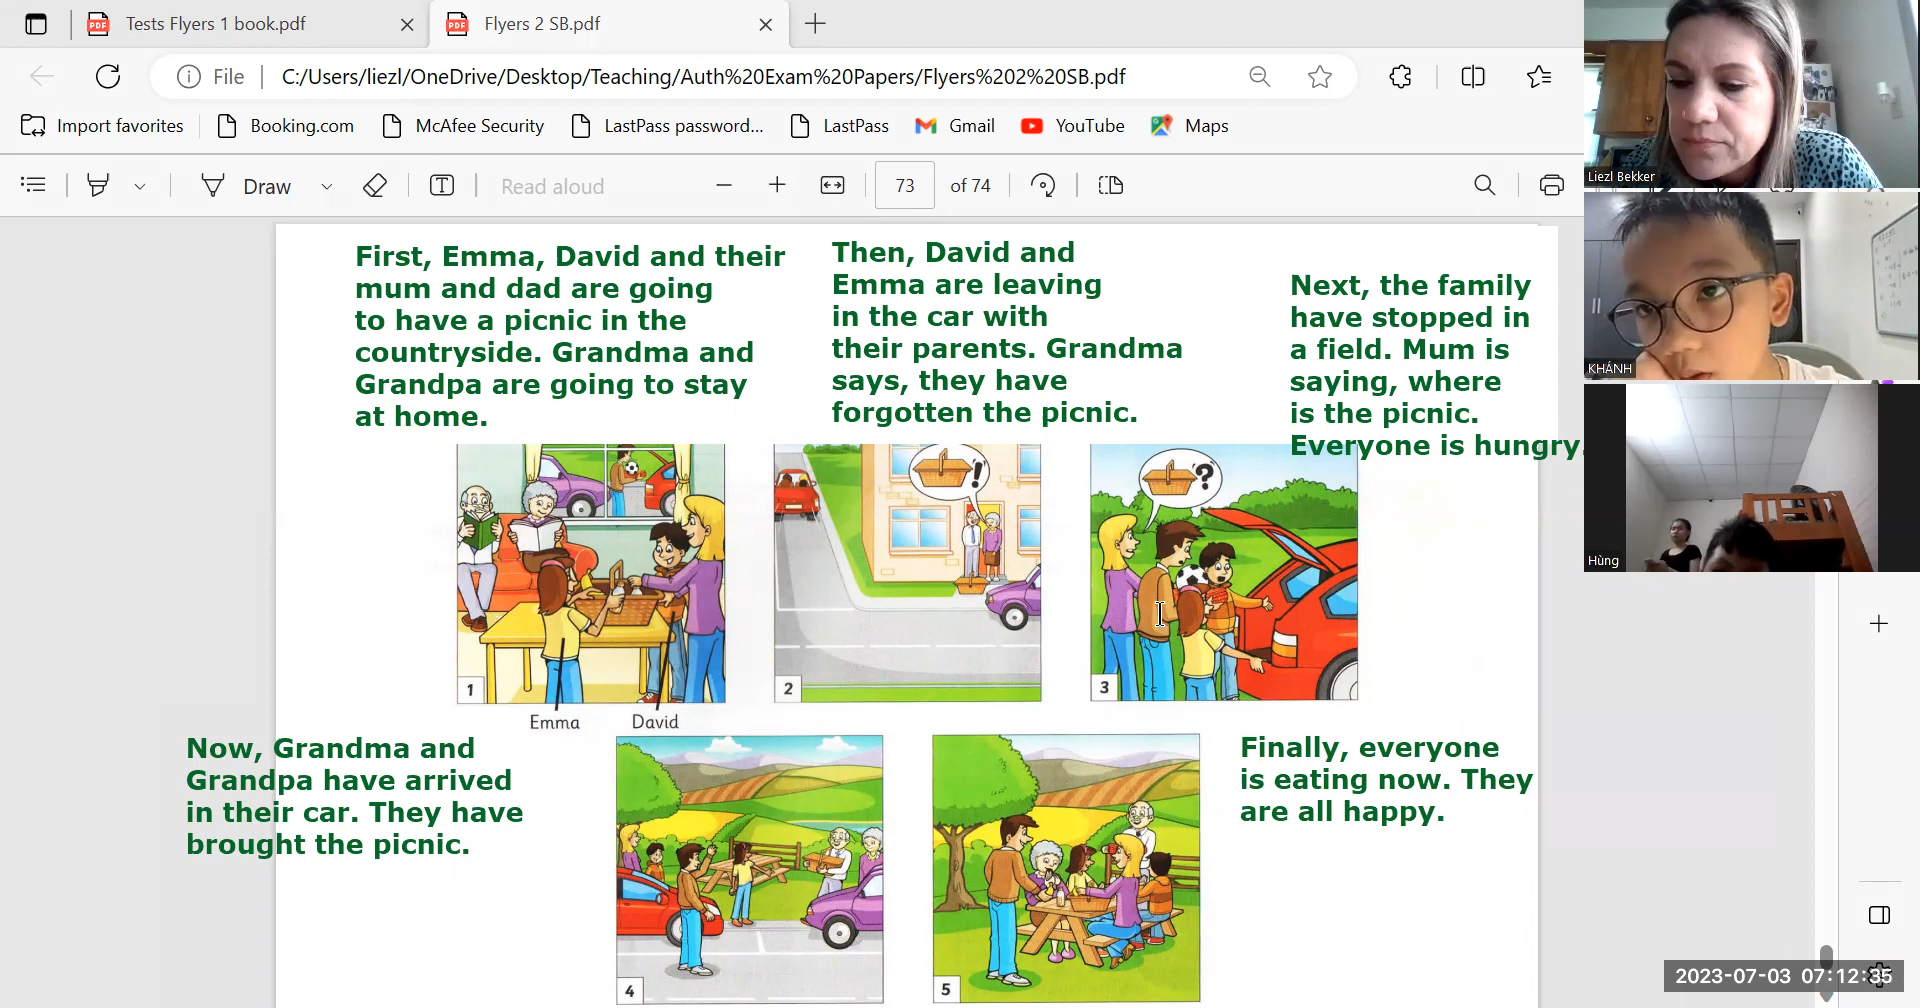 Tests Flyers 1 book.pdf
Flyers 2 SB.pdf
File
C:/Users/liezl/OneDrive/Desktop/Teaching/Auth%20Exam%20Papers/Flyers%202%20SB.pdf
Import favorites
Booking.com
McAfee Security
LastPass password...
LastPass
Gmail
YouTube
Maps
Draw
Read aloud
73 of 74
First, Emma, David and their
mum and dad are going
to have a picnic in the
countryside. Grandma and
Grandpa are going to stay
at home.
Then, David and
Emma are leaving
in the car with
their parents. Grandma
says, they have
forgotten the picnic.
Next, the family
have stopped in
a field. Mum is
saying, where
is the picnic.
Everyone is hungry.
!
?
1
2
3
Emma
David
Now, Grandma and
Grandpa have arrived
in their car. They have
brought the picnic.
Finally, everyone
is eating now. They
are all happy.
4
5
Liezl Bekker
KHÁNH
Hùng
2023-07-03 07:12:35